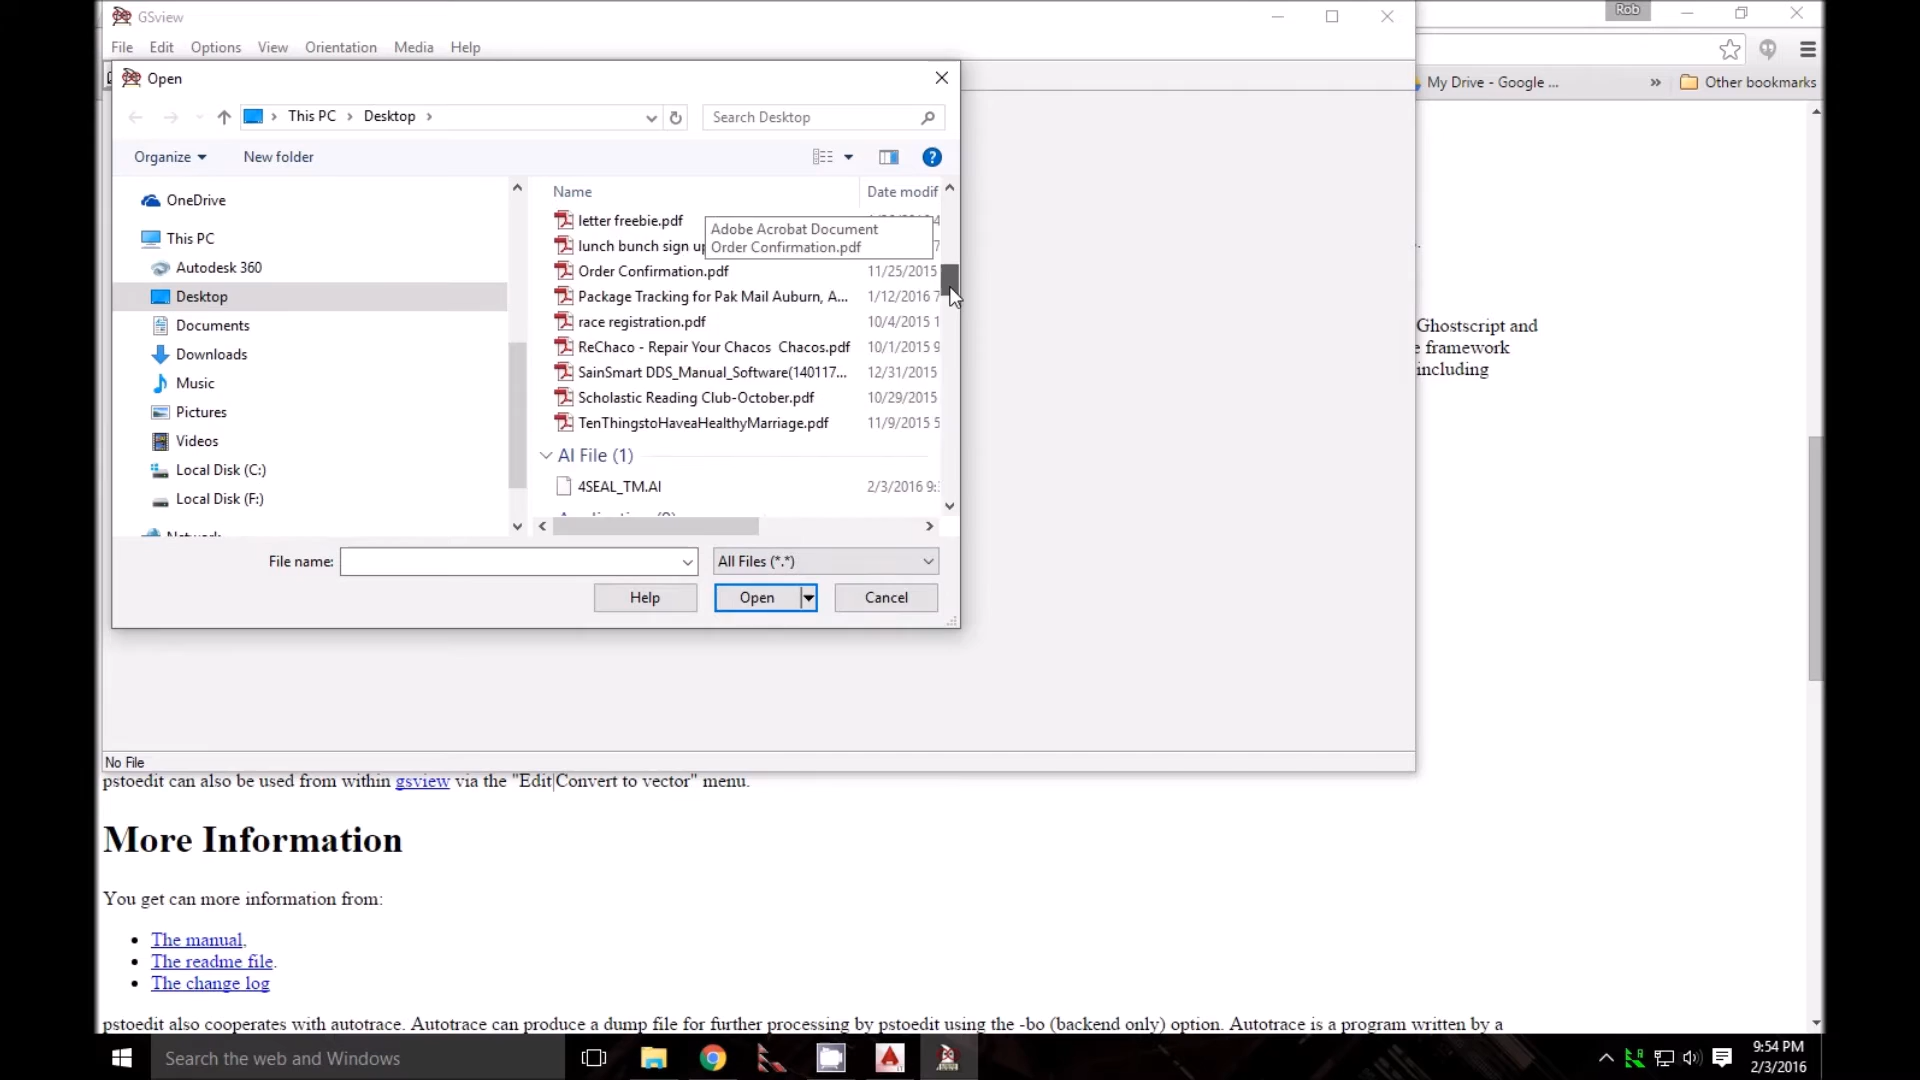 GSview
Rob
File Edit Options View Orientation Media Help
Open
My Drive - Google ... » Other bookmarks
This PC > Desktop >
Search Desktop
Organize New folder
OneDrive
This PC
Autodesk 360
Desktop
Documents
Downloads
Music
Pictures
Videos
Local Disk (C:)
Local Disk (F:)
Network
Name Date modif
letter freebie.pdf
lunch bunch sign up
Adobe Acrobat Document
Order Confirmation.pdf
Order Confirmation.pdf 11/25/2015
Package Tracking for Pak Mail Auburn, A... 1/12/2016 7
race registration.pdf 10/4/2015 1
ReChaco - Repair Your Chacos Chacos.pdf 10/1/2015 9
SainSmart DDS_Manual_Software(140117... 12/31/2015
Scholastic Reading Club-October.pdf 10/29/2015
TenThingstoHaveaHealthyMarriage.pdf 11/9/2015 5
AI File (1)
4SEAL_TM.AI 2/3/2016 9:
File name: All Files (*.*)
Help Open Cancel
Ghostscript and
e framework
including
No File
pstoedit can also be used from within gsview via the "Edit|Convert to vector" menu.
More Information
You get can more information from:
• The manual.
• The readme file.
• The change log
pstoedit also cooperates with autotrace. Autotrace can produce a dump file for further processing by pstoedit using the -bo (backend only) option. Autotrace is a program written by a
Search the web and Windows
9:54 PM
2/3/2016